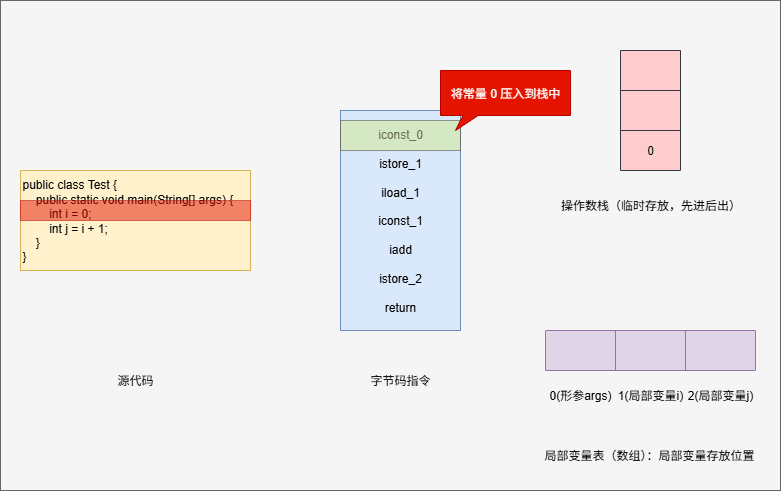 将常量 0 压入到栈中
iconst_0
istore_1
iload_1
iconst_1
iadd
istore_2
return
字节码指令
public class Test {
    public static void main(String[] args) {
        int i = 0;
        int j = i + 1;
    }
}
源代码
0
操作数栈（临时存放，先进后出）
0(形参args) 1(局部变量i) 2(局部变量j)
局部变量表（数组）：局部变量存放位置